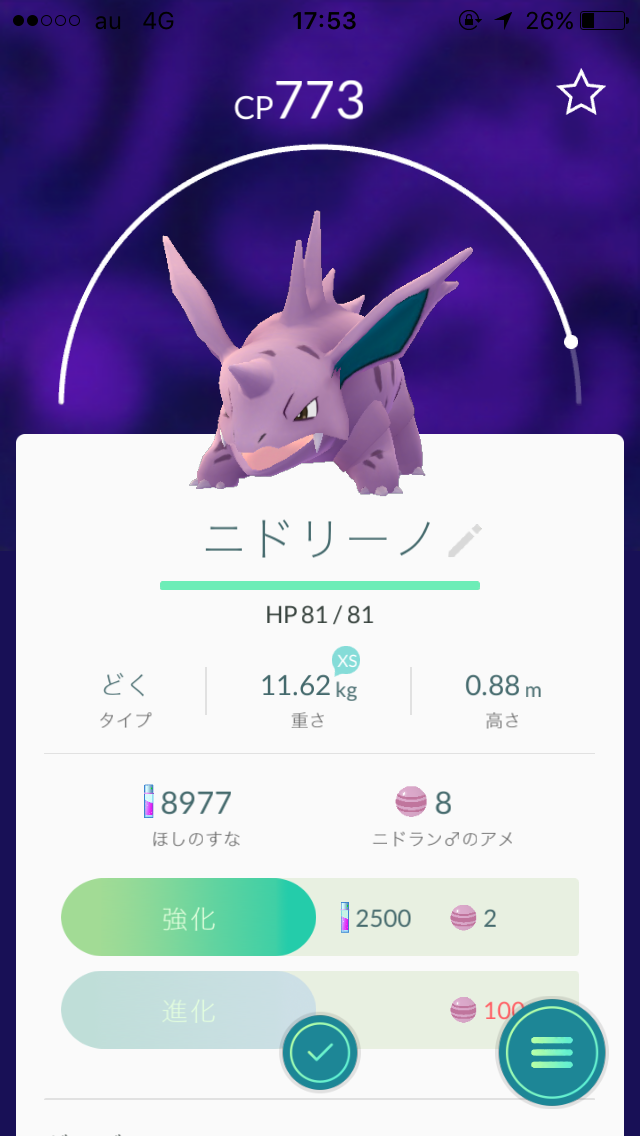 au 4G 17:53 26%
CP773
ニドリーノ
HP 81 / 81
XS
どく 11.62 kg 0.88 m
タイプ 重さ 高さ
8977 8
ほしのすな ニドラン♂のアメ
強化 2500 2
進化 100